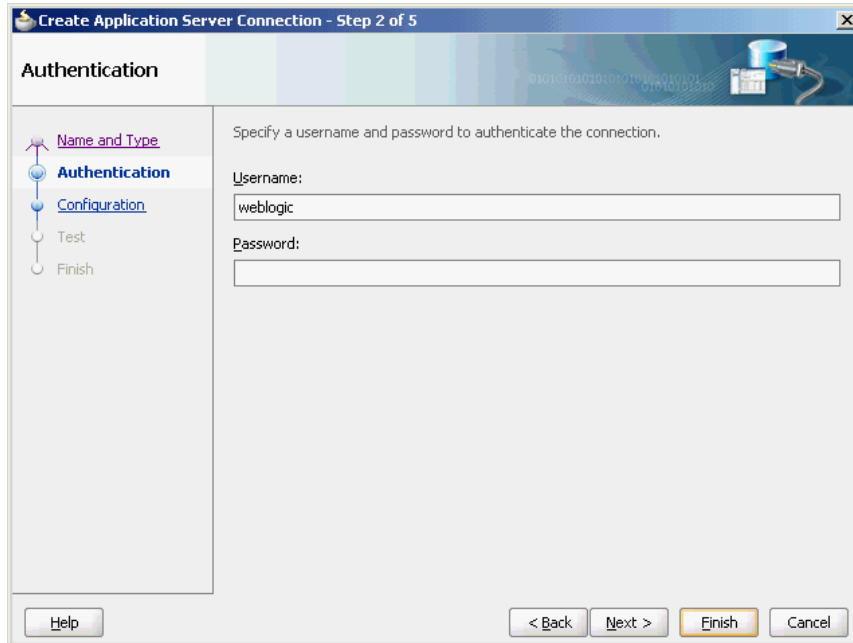 Create Application Server Connection - Step 2 of 5
Authentication
Name and Type
Authentication
Configuration
Test
Finish
Specify a username and password to authenticate the connection.
Username:
weblogic
Password:
Help
< Back
Next >
Finish
Cancel